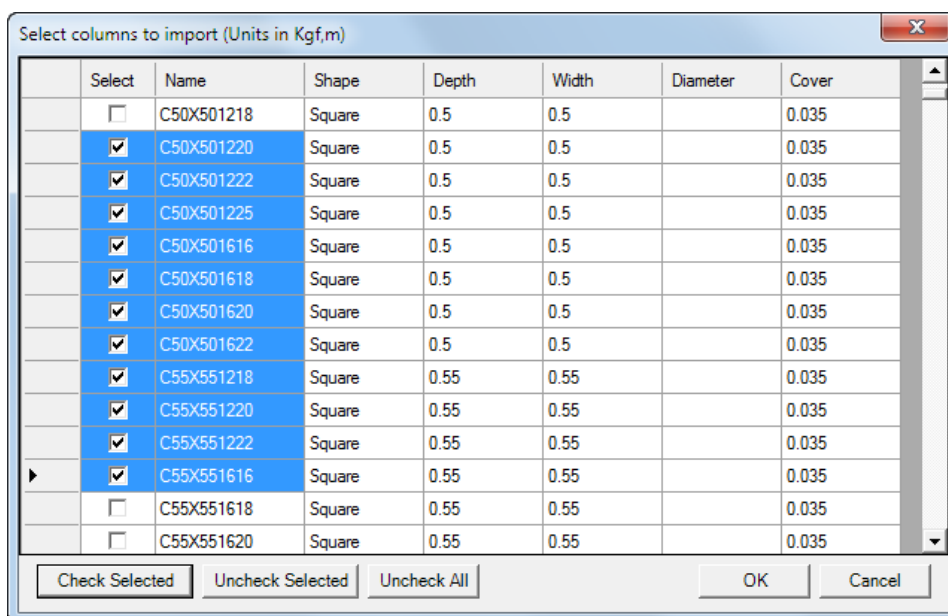 Select columns to import (Units in Kgf,m)
Select Name Shape Depth Width Diameter Cover
C50X501218 Square 0.5 0.5 0.035
C50X501220 Square 0.5 0.5 0.035
C50X501222 Square 0.5 0.5 0.035
C50X501225 Square 0.5 0.5 0.035
C50X501616 Square 0.5 0.5 0.035
C50X501618 Square 0.5 0.5 0.035
C50X501620 Square 0.5 0.5 0.035
C50X501622 Square 0.5 0.5 0.035
C55X551218 Square 0.55 0.55 0.035
C55X551220 Square 0.55 0.55 0.035
C55X551222 Square 0.55 0.55 0.035
C55X551616 Square 0.55 0.55 0.035
C55X551618 Square 0.55 0.55 0.035
C55X551620 Square 0.55 0.55 0.035
Check Selected Uncheck Selected Uncheck All OK Cancel